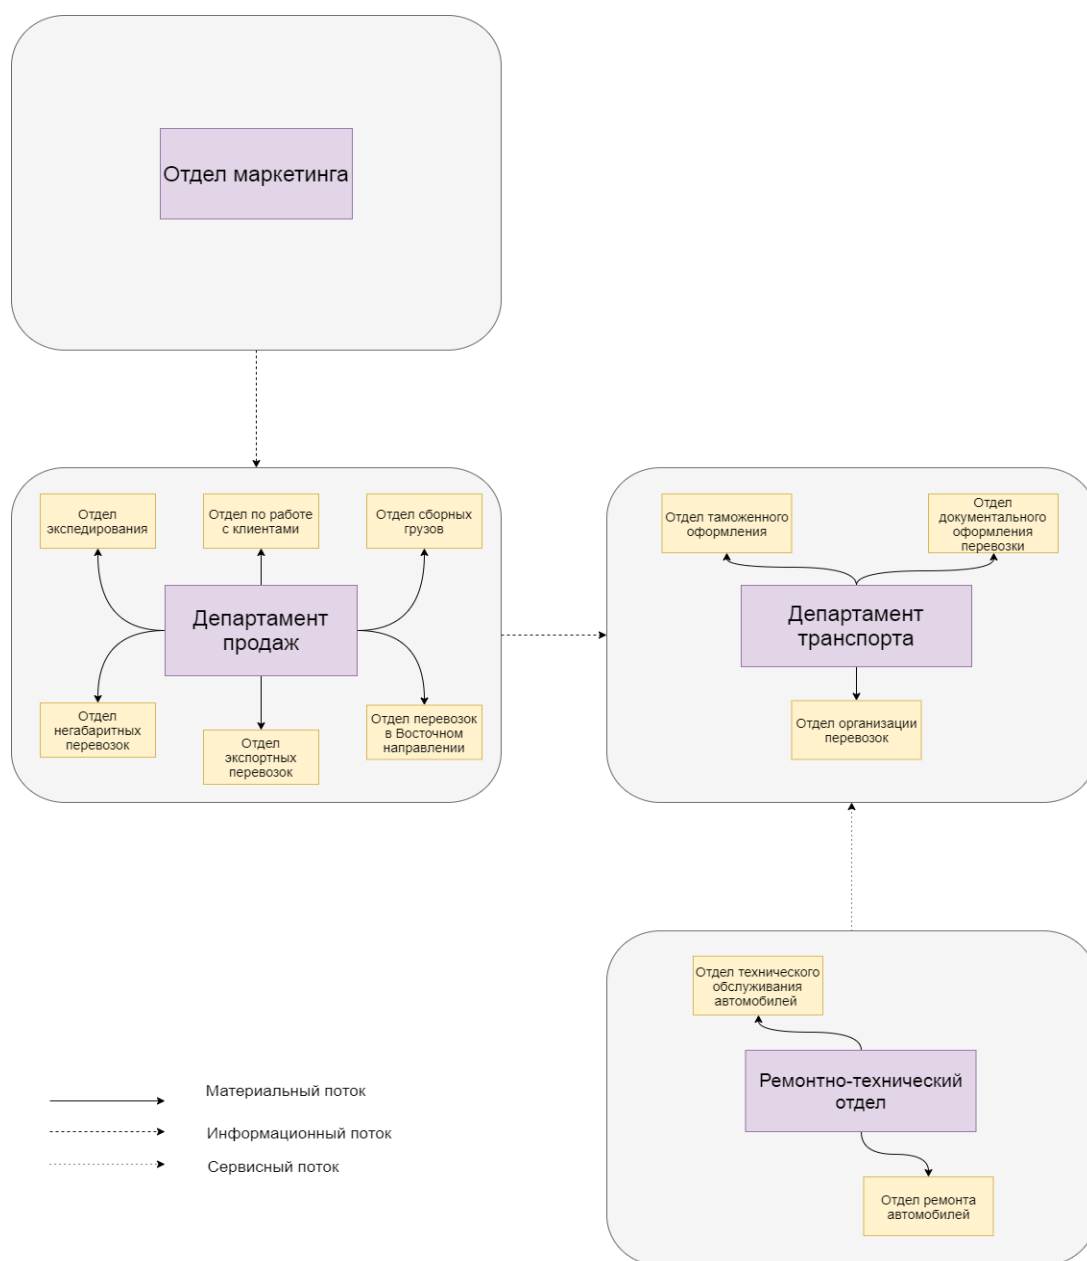 Отдел маркетинга
Отдел
экспедирования
Отдел по работе
с клиентами
Отдел сборных
грузов
Департамент
продаж
Отдел
негабаритных
перевозок
Отдел
экспортных
перевозок
Отдел перевозок
в Восточном
направлении
Отдел таможенного
оформления
Отдел
документального
оформления
перевозки
Департамент
транспорта
Отдел организации
перевозок
Отдел технического
обслуживания
автомобилей
Ремонтно-технический
отдел
Отдел ремонта
автомобилей
Материальный поток
Информационный поток
Сервисный поток